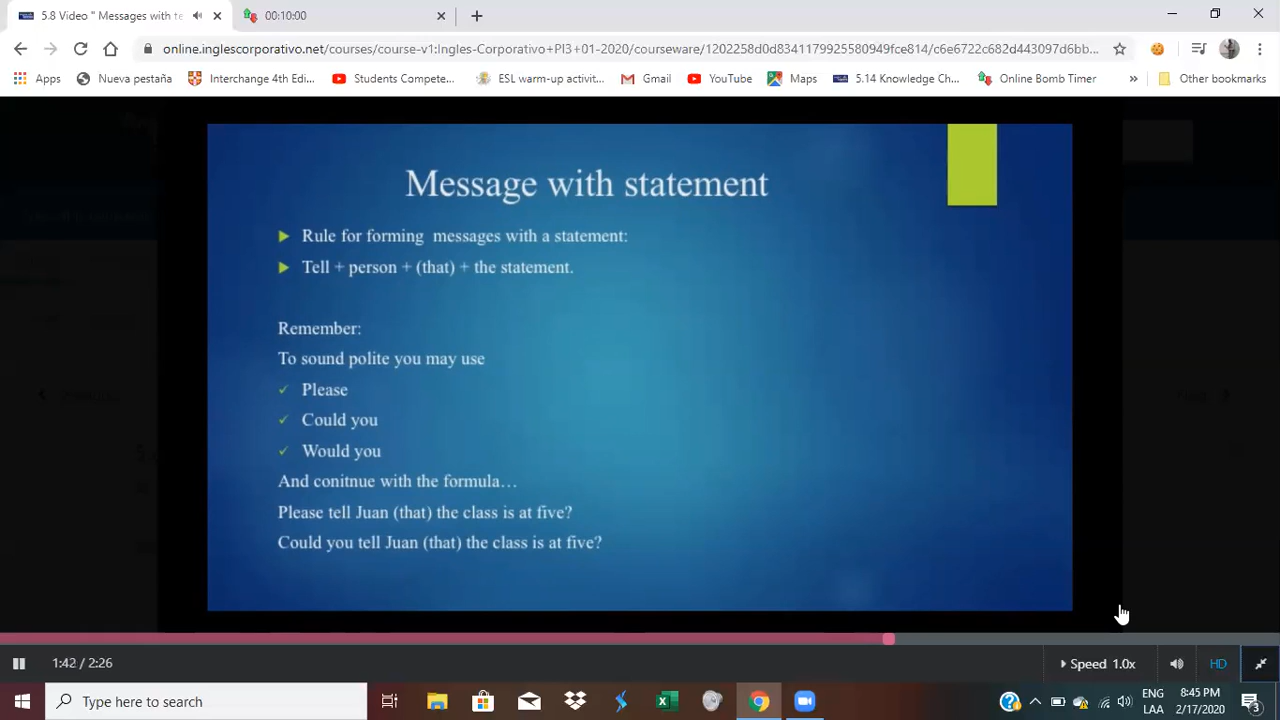 5.8 Video " Messages with te
00:10:00
online.inglescorporativo.net/courses/course-v1:Ingles-Corporativo+PI3+01-2020/courseware/1202258d0d8341179925580949fce814/c6e6722c682d443097d6bb...
Apps Nueva pestaña Interchange 4th Edi... Students Compete... ESL warm-up activit... Gmail YouTube Maps 5.14 Knowledge Ch... Online Bomb Timer » Other bookmarks
Message with statement
Rule for forming messages with a statement:
Tell + person + (that) + the statement.
Remember:
To sound polite you may use
Please
Could you
Would you
And conitnue with the formula…
Please tell Juan (that) the class is at five?
Could you tell Juan (that) the class is at five?
1:42 / 2:26
Speed 1.0x
HD
Type here to search
ENG
LAA
8:45 PM
2/17/2020
3